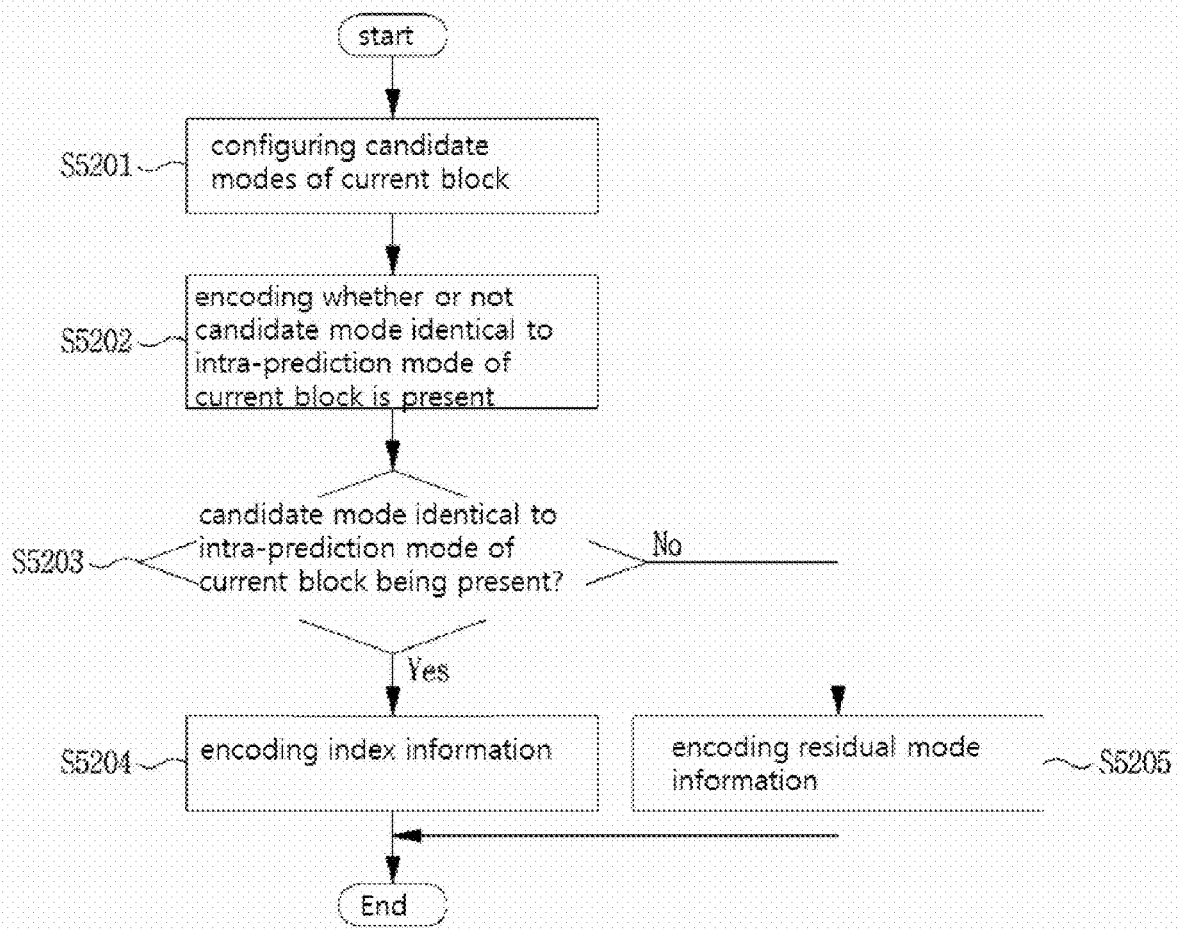 start
S5201
configuring candidate
modes of current block
S5202
encoding whether or not
candidate mode identical to
intra-prediction mode of
current block is present
S5203
candidate mode identical to
intra-prediction mode of
current block being present?
No
Yes
S5204
encoding index information
encoding residual mode
information
S5205
End